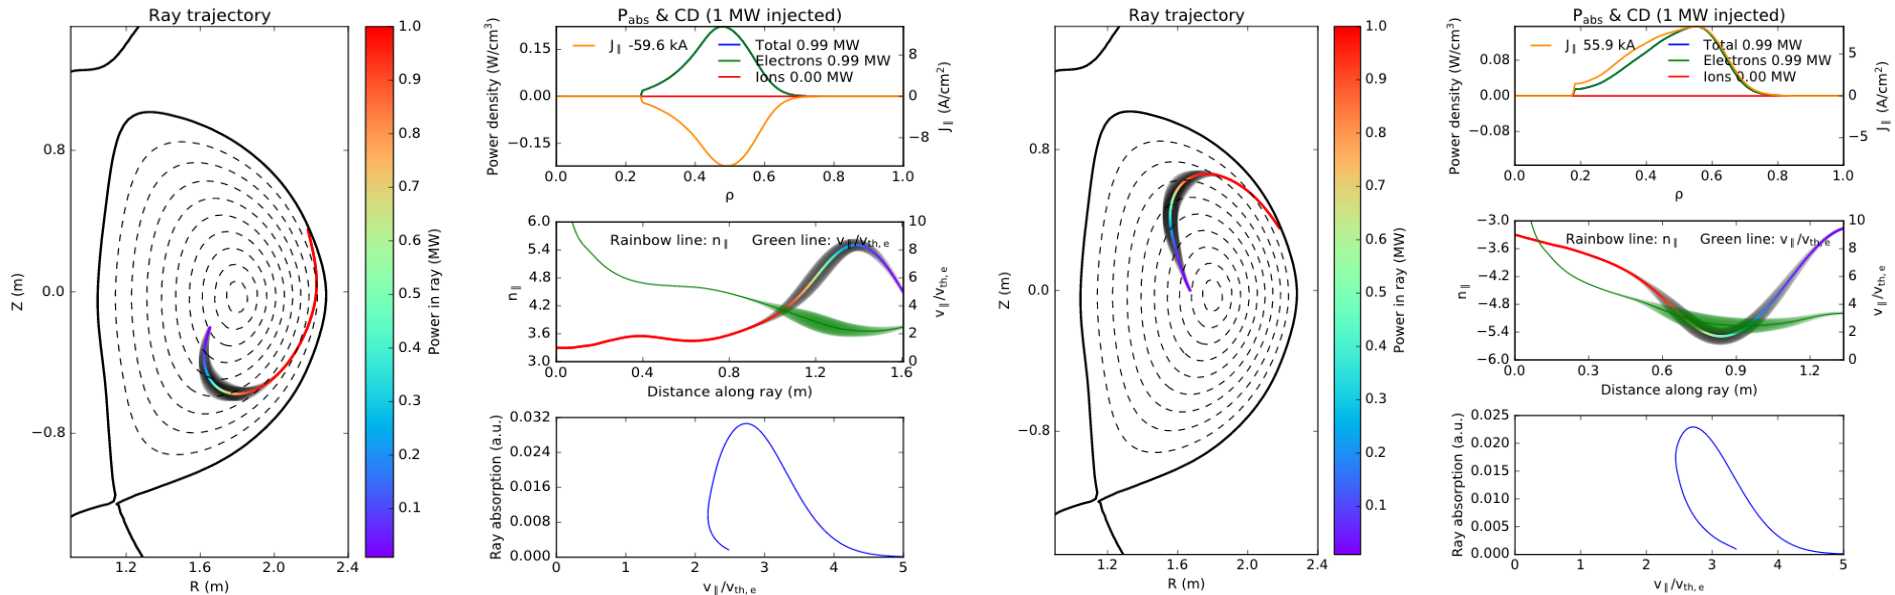 Ray trajectory
Z (m)
0.8
0.0
−0.8
1.2 1.6 2.0 2.4
R (m)
1.0
0.9
0.8
0.7
0.6
0.5
0.4
0.3
0.2
0.1
Power in ray (MW)
P_abs & CD (1 MW injected)
Power density (W/cm³)
0.15
0.00
−0.15
J∥ -59.6 kA
Total 0.99 MW
Electrons 0.99 MW
Ions 0.00 MW
8
0
−8
J∥ (A/cm²)
0.0 0.2 0.4 0.6 0.8 1.0
ρ
n∥
6.0
5.4
4.8
4.2
3.6
3.0
Rainbow line: n∥ Green line: v∥/v_th, e
10
8
6
4
2
0
v∥/v_th, e
0.0 0.4 0.8 1.2 1.6
Distance along ray (m)
Ray absorption (a.u.)
0.032
0.024
0.016
0.008
0.000
0 1 2 3 4 5
v∥/v_th, e
Ray trajectory
Z (m)
0.8
0.0
−0.8
1.2 1.6 2.0 2.4
R (m)
1.0
0.9
0.8
0.7
0.6
0.5
0.4
0.3
0.2
0.1
Power in ray (MW)
P_abs & CD (1 MW injected)
Power density (W/cm³)
0.08
0.00
−0.08
J∥ 55.9 kA
Total 0.99 MW
Electrons 0.99 MW
Ions 0.00 MW
5
0
−5
J∥ (A/cm²)
0.0 0.2 0.4 0.6 0.8 1.0
ρ
n∥
−3.0
−3.6
−4.2
−4.8
−5.4
−6.0
Rainbow line: n∥ Green line: v∥/v_th, e
10
8
6
4
2
0
v∥/v_th, e
0.0 0.3 0.6 0.9 1.2
Distance along ray (m)
Ray absorption (a.u.)
0.025
0.020
0.015
0.010
0.005
0.000
0 1 2 3 4 5
v∥/v_th, e